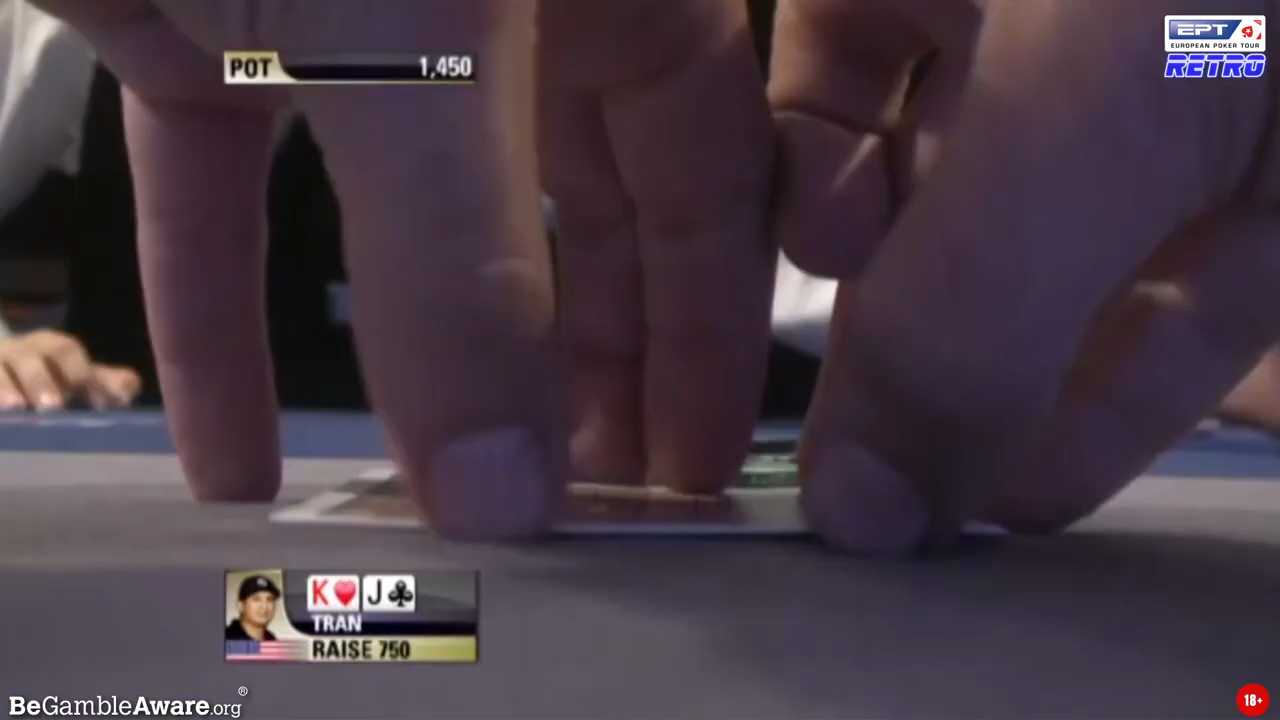 POT 1,450
EPT
EUROPEAN POKER TOUR
RETRO
K♥ J♣
TRAN
RAISE 750
BeGambleAware.org®
18+